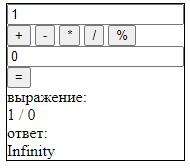 1
+ - * / %
0
=
выражение:
1 / 0
ответ:
Infinity